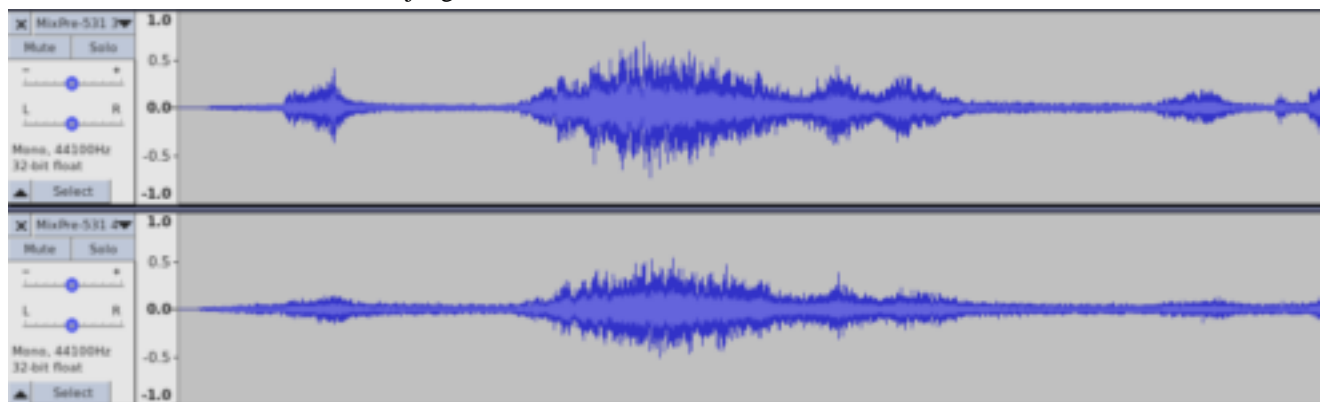 × MixPre-531 3▼ 1.0
Mute Solo
0.5
- +
0.0
L R
Mono, 44100Hz
-0.5
32-bit float
▲ Select -1.0
× MixPre-531 4▼ 1.0
Mute Solo
0.5
- +
0.0
L R
Mono, 44100Hz
-0.5
32-bit float
▲ Select -1.0